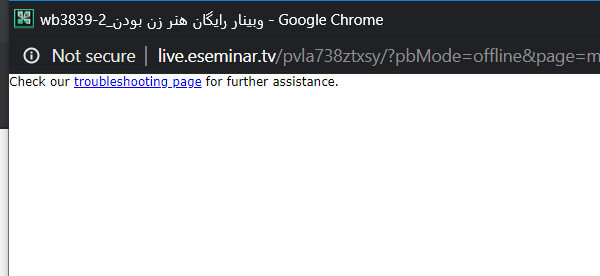 wb3839-2_وبینار رایگان هنر زن بودن - Google Chrome
Not secure | live.eseminar.tv/pvla738ztxsy/?pbMode=offline&page=m
Check our troubleshooting page for further assistance.